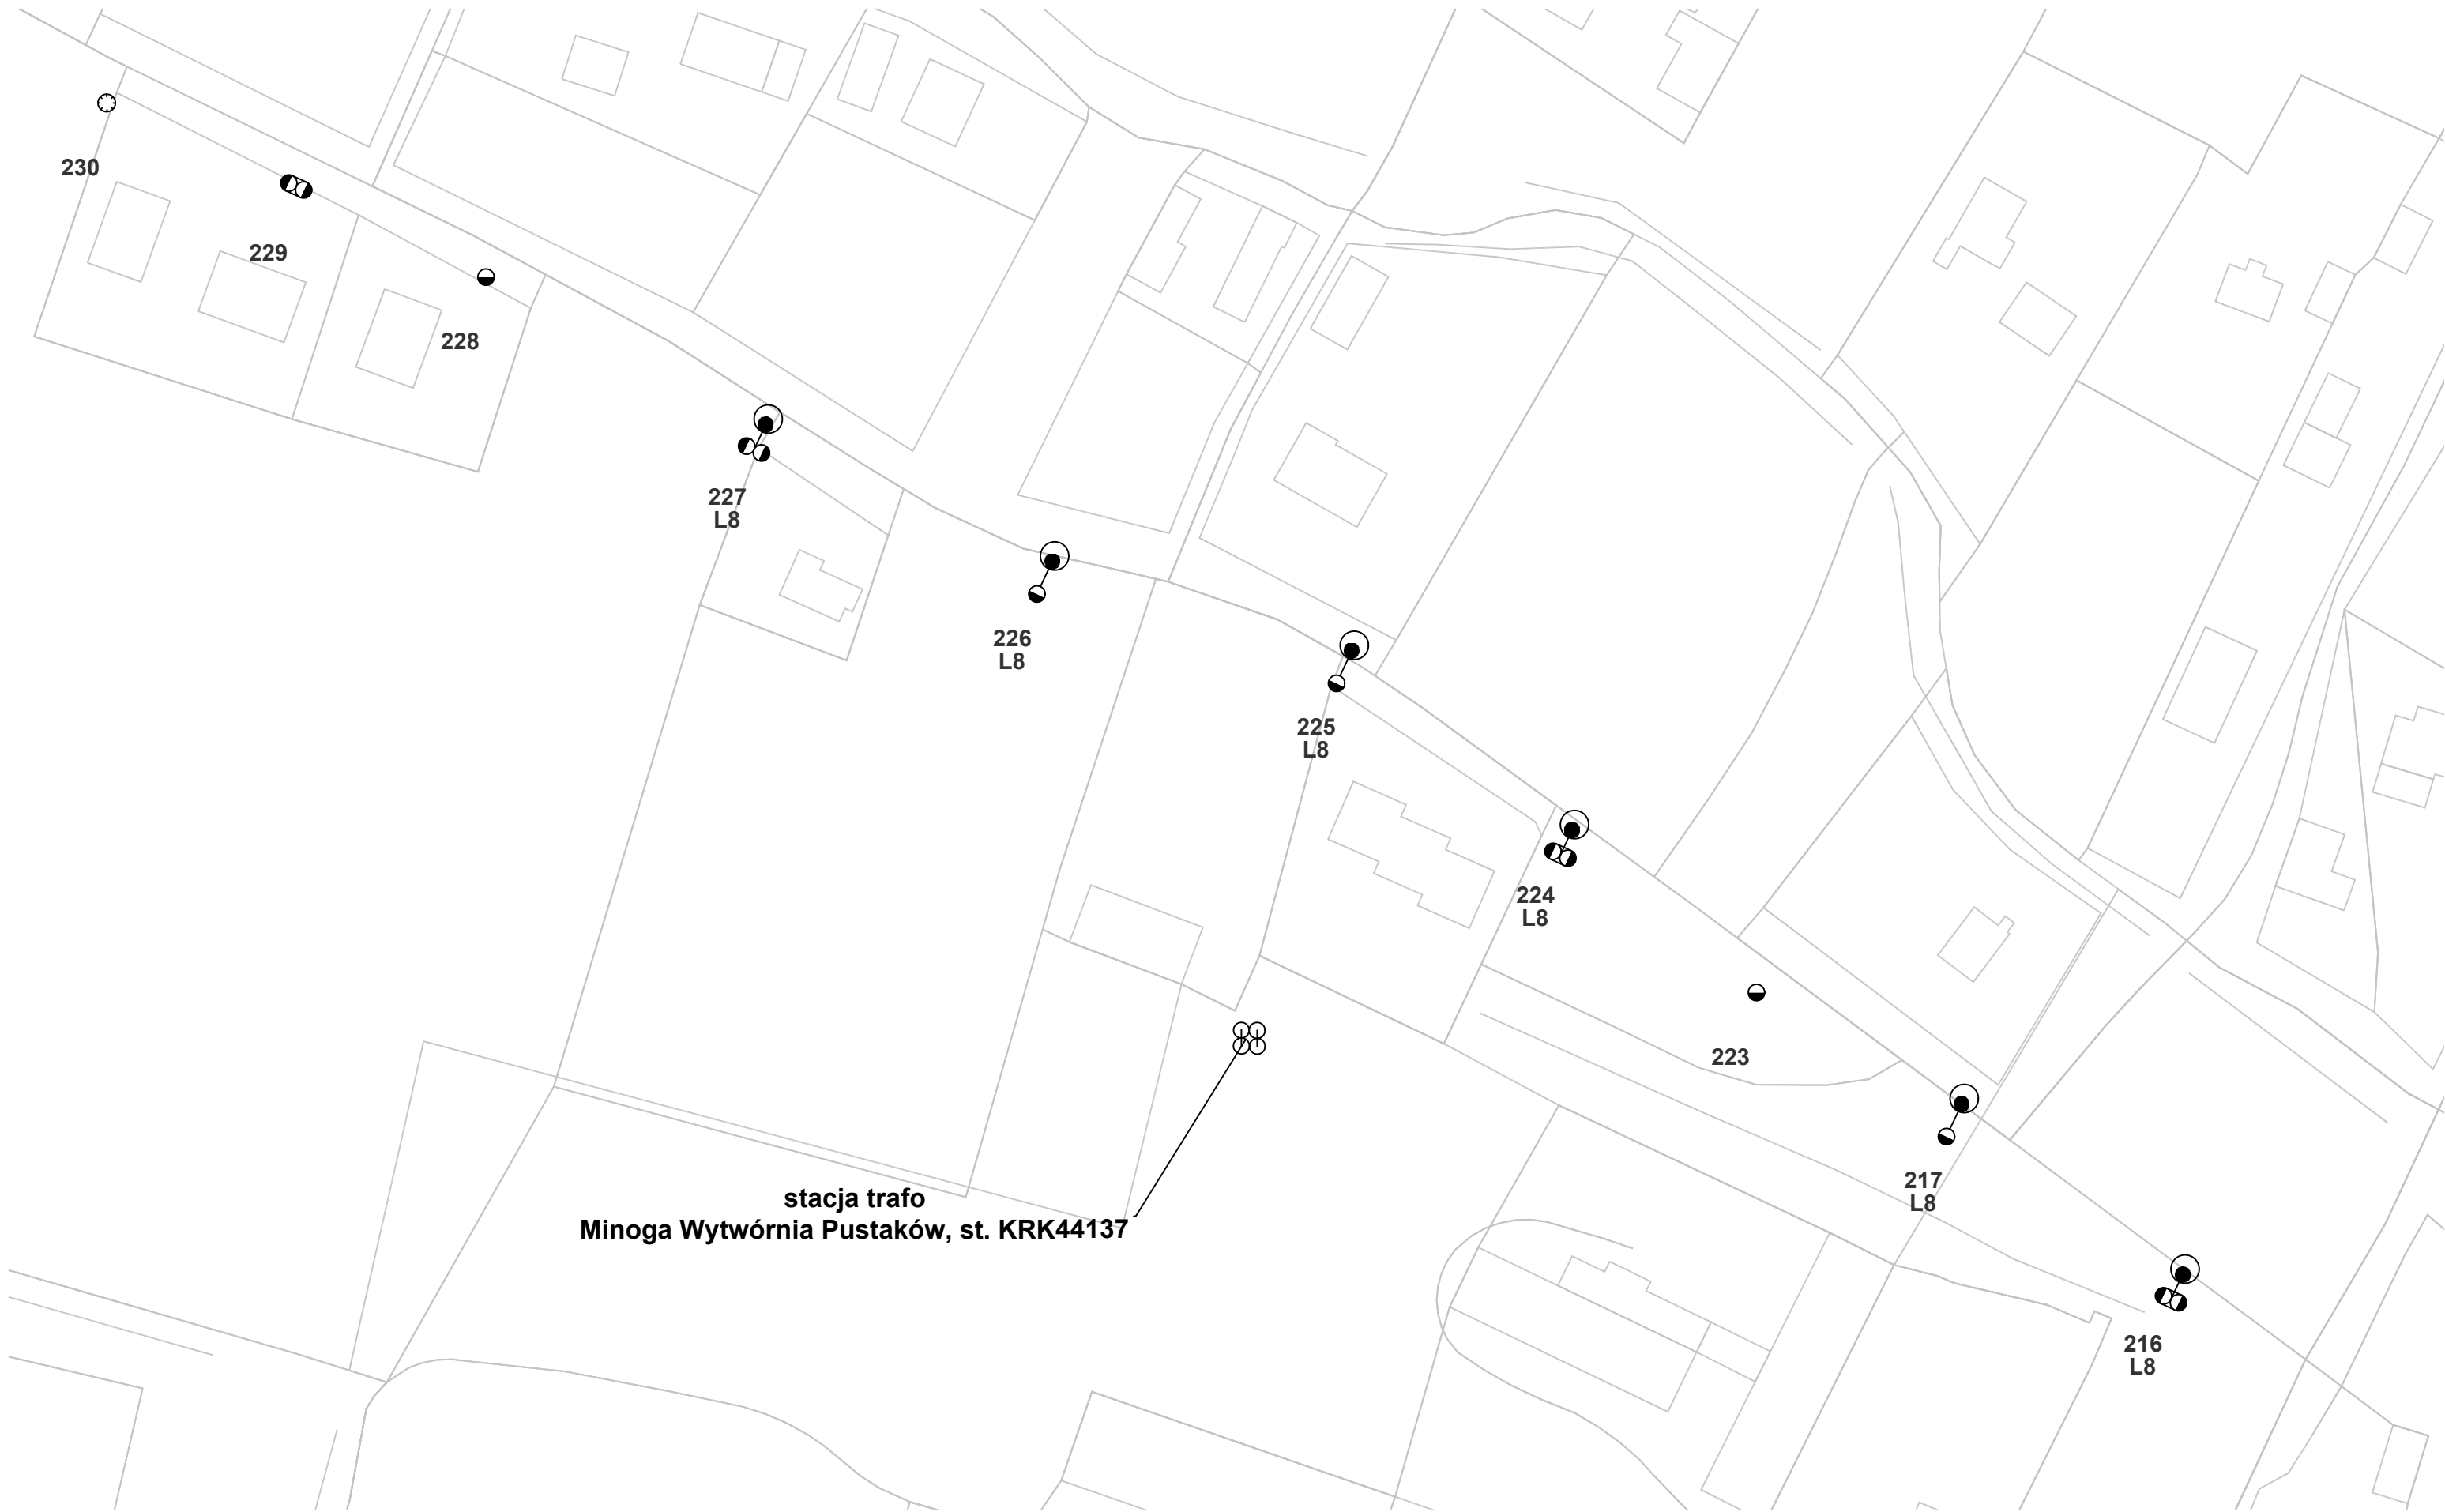 230
229
228
227
L8
226
L8
225
L8
224
L8
223
217
L8
stacja trafo
Minoga Wytwórnia Pustaków, st. KRK44137
216
L8